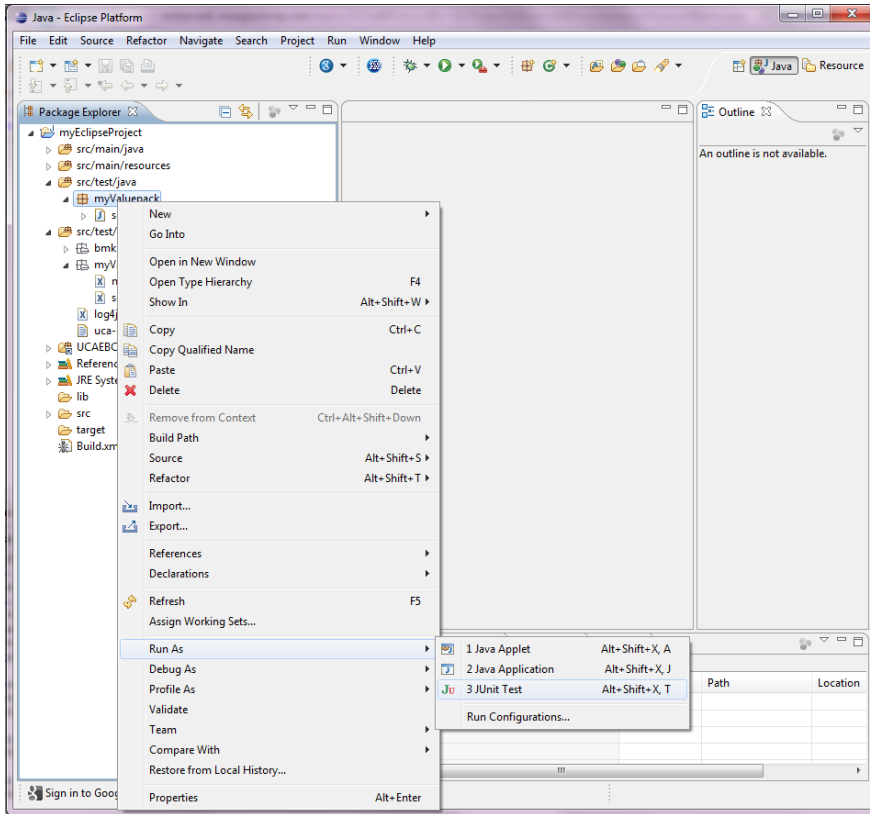 Java - Eclipse Platform
File Edit Source Refactor Navigate Search Project Run Window Help
Java
Resource
Package Explorer
Outline
An outline is not available.
myEclipseProject
src/main/java
src/main/resources
src/test/java
myValuepack
s
src/test/
bmk
myV
s
log4j
uca-
UCAEBC
Referenc
JRE Syste
lib
src
target
Build.xm
New
Go Into
Open in New Window
Open Type Hierarchy F4
Show In Alt+Shift+W
Copy Ctrl+C
Copy Qualified Name
Paste Ctrl+V
Delete Delete
Remove from Context Ctrl+Alt+Shift+Down
Build Path
Source Alt+Shift+S
Refactor Alt+Shift+T
Import...
Export...
References
Declarations
Refresh F5
Assign Working Sets...
Run As
Debug As
Profile As
Validate
Team
Compare With
Restore from Local History...
Properties Alt+Enter
1 Java Applet Alt+Shift+X, A
2 Java Application Alt+Shift+X, J
3 JUnit Test Alt+Shift+X, T
Run Configurations...
Path Location
Sign in to Goog